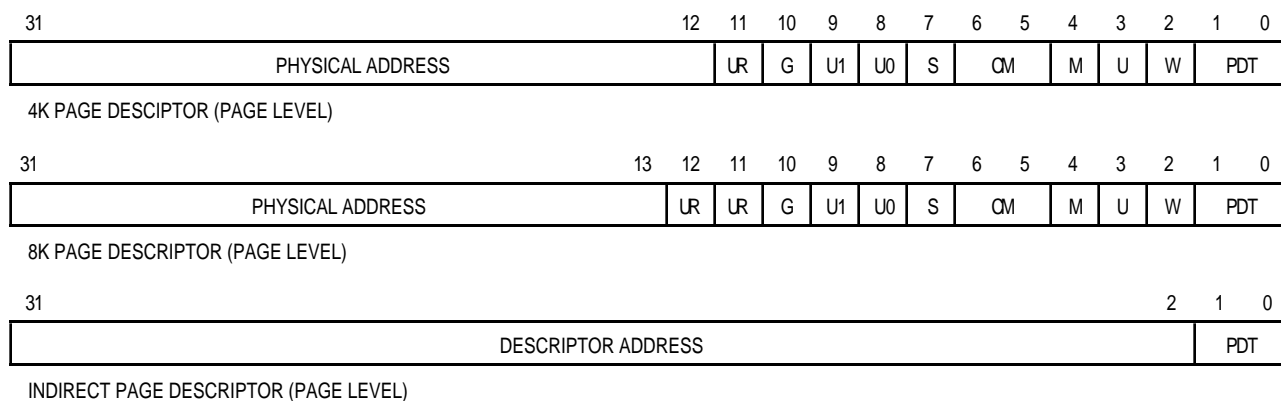 31 12 11 10 9 8 7 6 5 4 3 2 1 0
PHYSICAL ADDRESS UR G U1 U0 S CM M U W PDT
4K PAGE DESCIPTOR (PAGE LEVEL)
31 13 12 11 10 9 8 7 6 5 4 3 2 1 0
PHYSICAL ADDRESS UR UR G U1 U0 S CM M U W PDT
8K PAGE DESCRIPTOR (PAGE LEVEL)
31 2 1 0
DESCRIPTOR ADDRESS PDT
INDIRECT PAGE DESCRIPTOR (PAGE LEVEL)